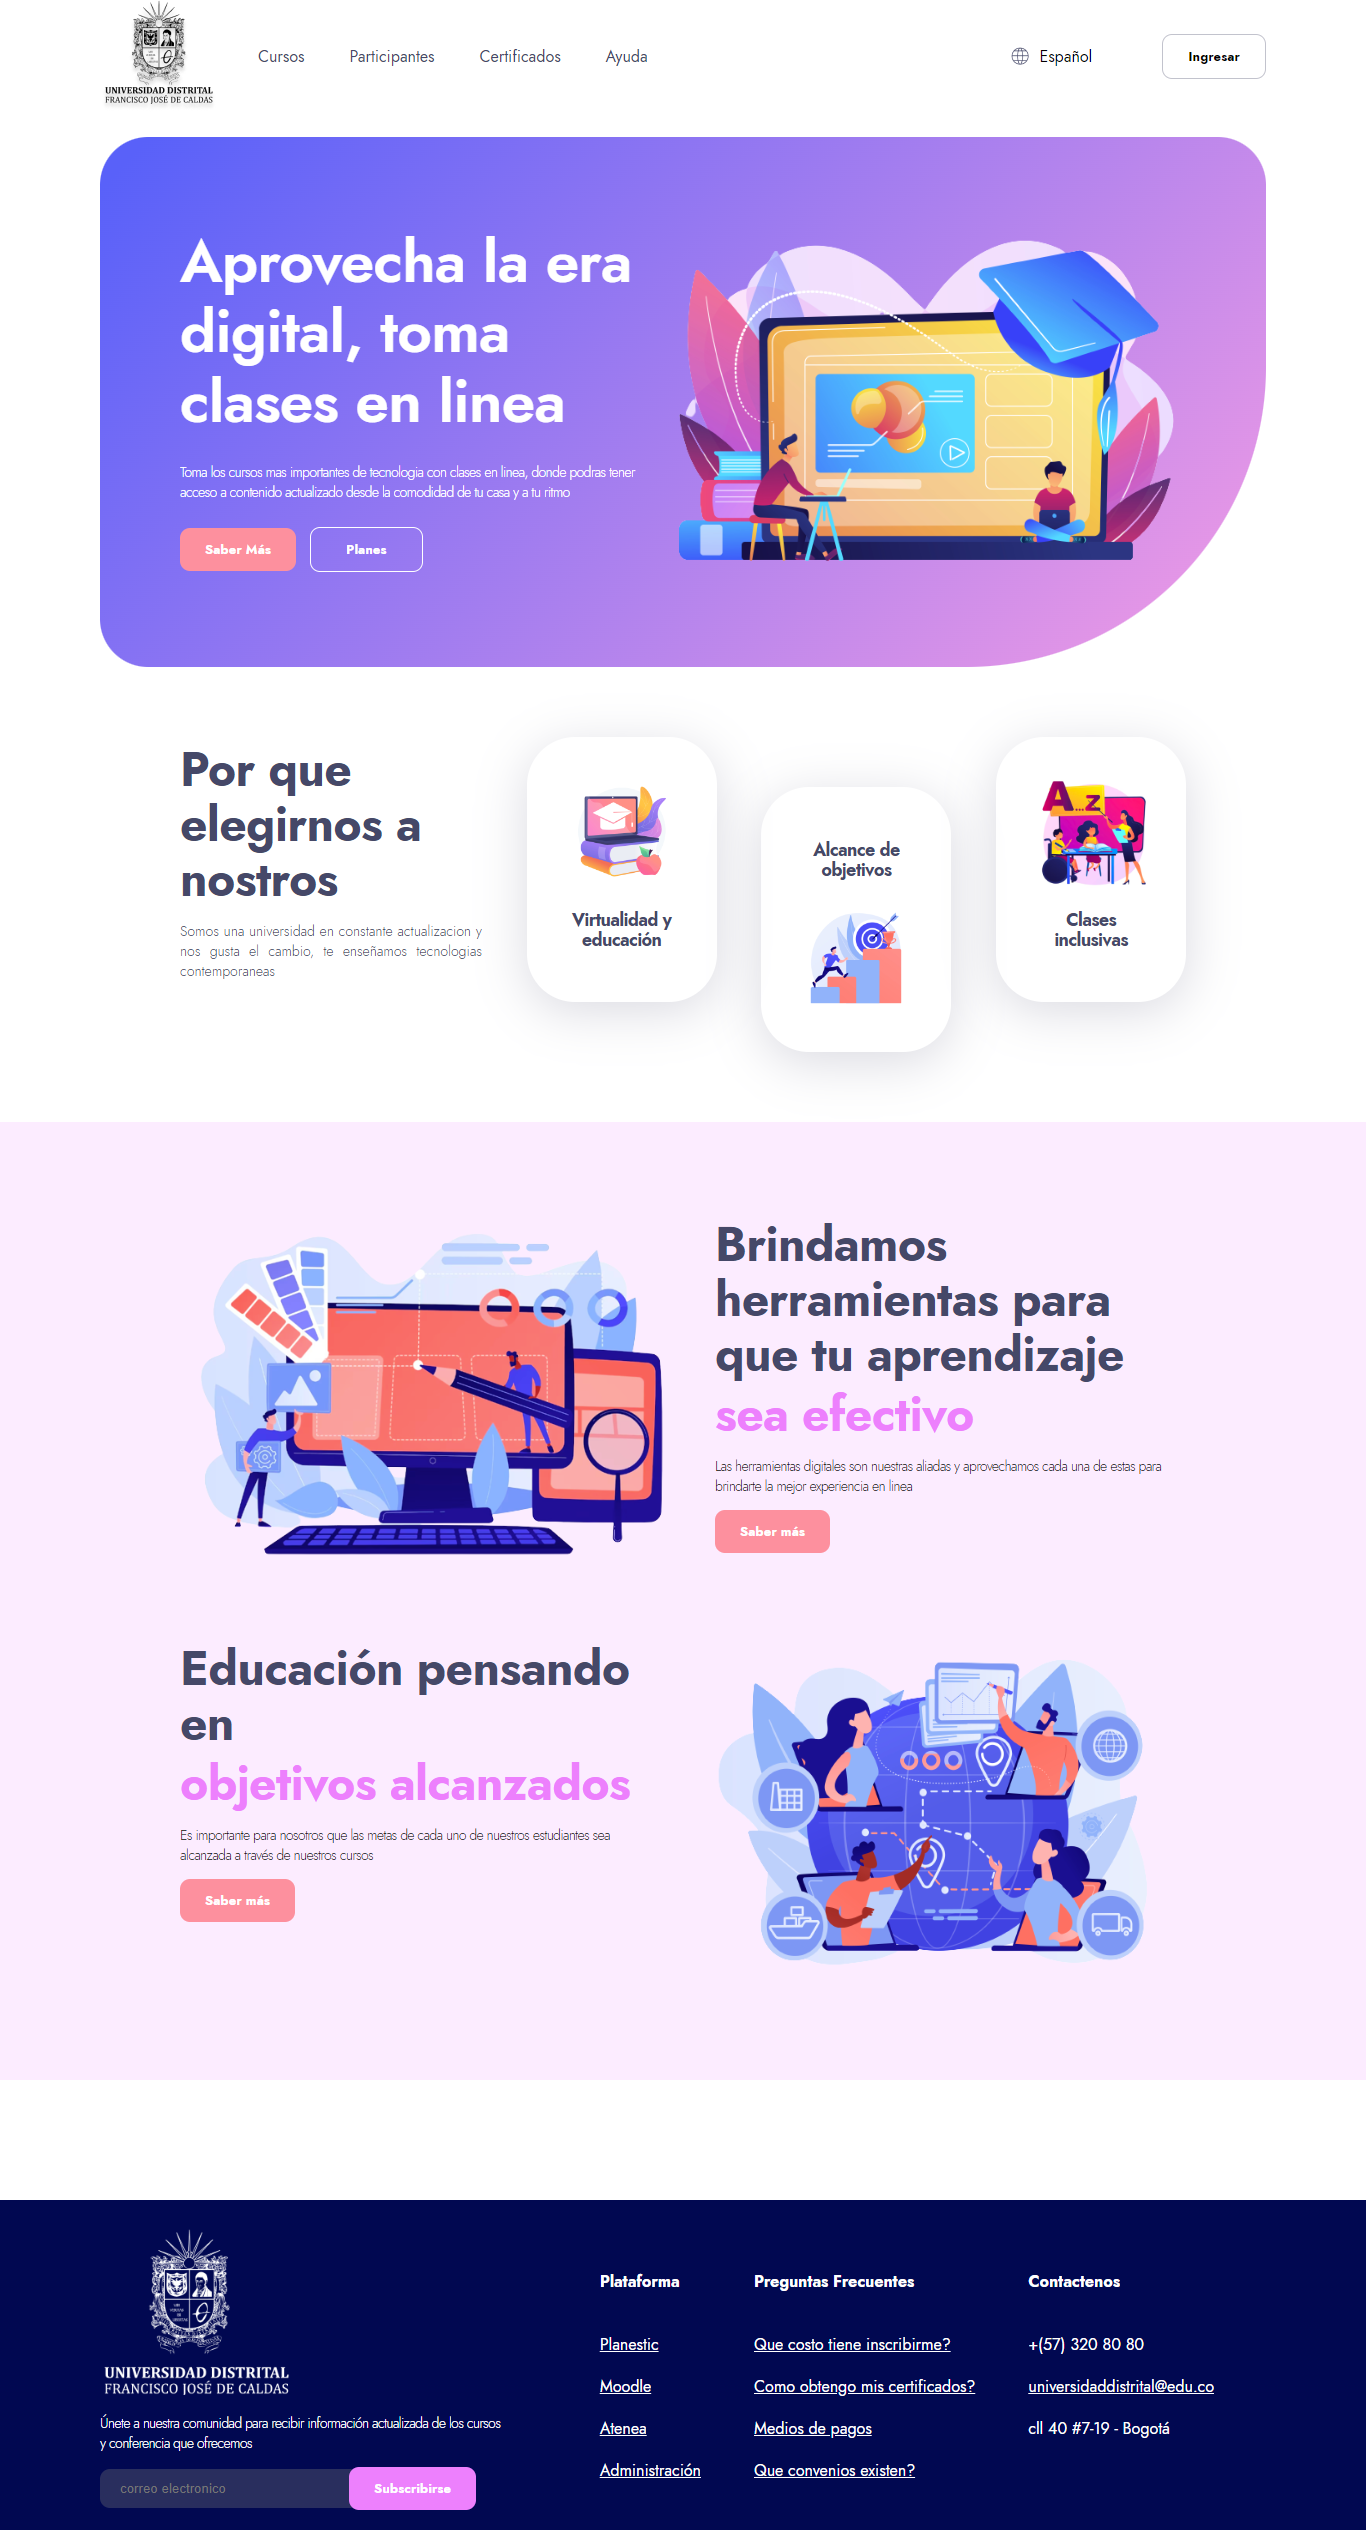 UNIVERSIDAD DISTRITAL
FRANCISCO JOSÉ DE CALDAS
Cursos
Participantes
Certificados
Ayuda
Español
Ingresar
Aprovecha la era
digital, toma
clases en linea
Toma los cursos mas importantes de tecnologia con clases en linea, donde podras tener
acceso a contenido actualizado desde la comodidad de tu casa y a tu ritmo
Saber Más
Planes
Por que
elegirnos a
nostros
Somos una universidad en constante actualizacion y
nos gusta el cambio, te enseñamos tecnologias
contemporaneas
Virtualidad y
educación
Alcance de
objetivos
A...z
Clases
inclusivas
Brindamos
herramientas para
que tu aprendizaje
sea efectivo
Las herramientas digitales son nuestras aliadas y aprovechamos cada una de estas para
brindarte la mejor experiencia en linea
Saber más
Educación pensando
en
objetivos alcanzados
Es importante para nosotros que las metas de cada uno de nuestros estudiantes sea
alcanzada a través de nuestros cursos
Saber más
UNIVERSIDAD DISTRITAL
FRANCISCO JOSÉ DE CALDAS
Únete a nuestra comunidad para recibir información actualizada de los cursos
y conferencia que ofrecemos
correo electronico
Subscribirse
Plataforma
Planestic
Moodle
Atenea
Administración
Preguntas Frecuentes
Que costo tiene inscribirme?
Como obtengo mis certificados?
Medios de pagos
Que convenios existen?
Contactenos
+(57) 320 80 80
universidaddistrital@edu.co
cll 40 #7-19 - Bogotá